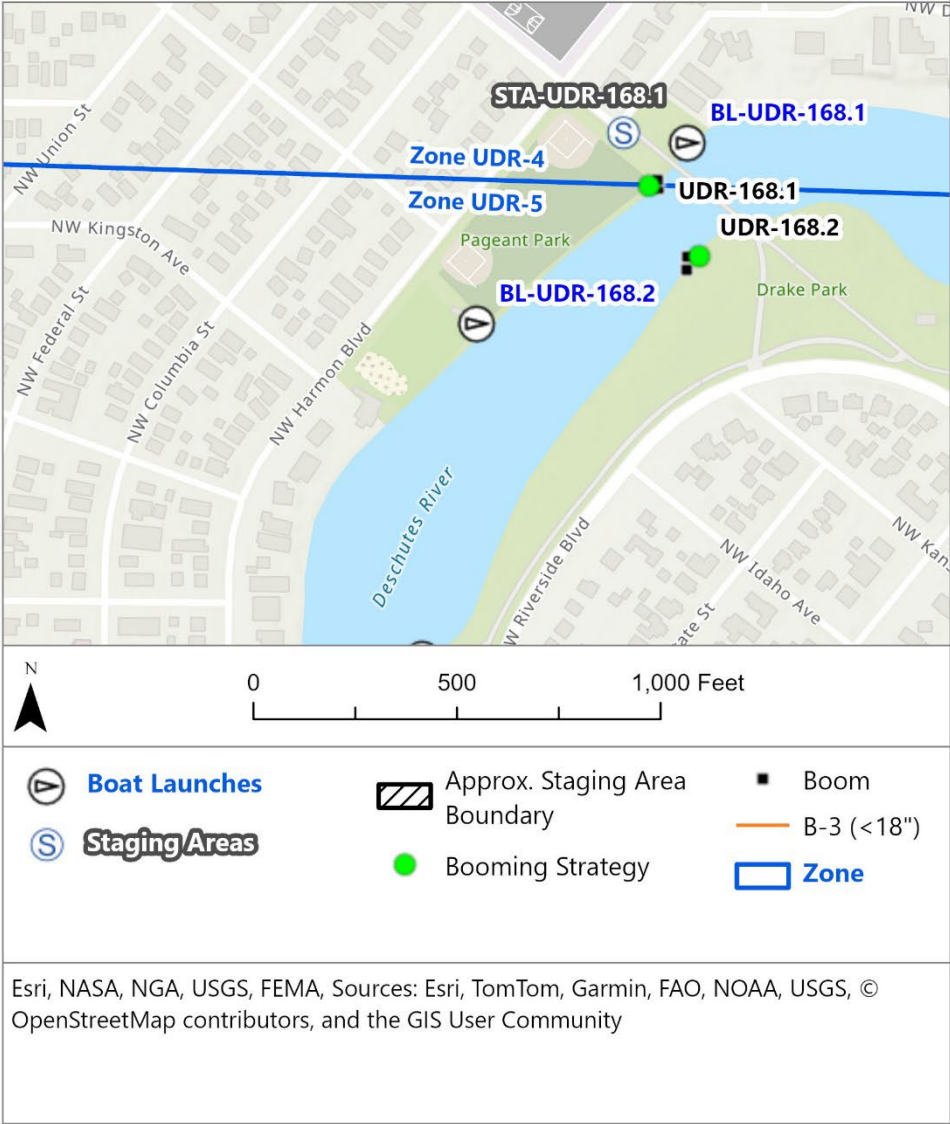 NW D
STA-UDR-168.1
BL-UDR-168.1
S
NW Union St
Zone UDR-4
Zone UDR-5
UDR-168.1
UDR-168.2
NW Kingston Ave
Pageant Park
BL-UDR-168.2
Drake Park
NW Federal St
NW Columbia St
NW Harmon Blvd
Deschutes River
W Riverside Blvd
NW Idaho Ave
NW Kans
ate St
N
0 500 1,000 Feet
Boat Launches
S Staging Areas
Approx. Staging Area
Boundary
Booming Strategy
Boom
B-3 (<18")
Zone
Esri, NASA, NGA, USGS, FEMA, Sources: Esri, TomTom, Garmin, FAO, NOAA, USGS, ©
OpenStreetMap contributors, and the GIS User Community